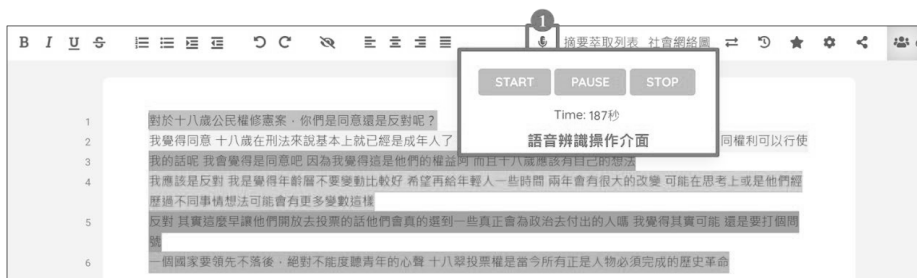 1
B I U S 摘要萃取列表 社會網絡圖
START PAUSE STOP
Time: 187秒
語音辨識操作介面
1 對於十八歲公民權修憲案，你們是同意還是反對呢？
2 我覺得同意 十八歲在刑法來說基本上就已經是成年人了 同權利可以行使
3 我的話呢 我會覺得是同意吧 因為我覺得這是他們的權益阿 而且十八歲應該有自己的想法
4 我應該是反對 我是覺得年齡層不要變動比較好 希望再給年輕人一些時間 兩年會有很大的改變 可能在思考上或是他們經
歷過不同事情想法可能會有更多變數這樣
5 反對 其實這麼早讓他們開放去投票的話他們會真的選到一些真正會為政治去付出的人嗎 我覺得其實可能 還是要打個問
號
6 一個國家要領先不落後，絕對不能度聽青年的心聲 十八翠投票權是當今所有正是人物必須完成的歷史革命